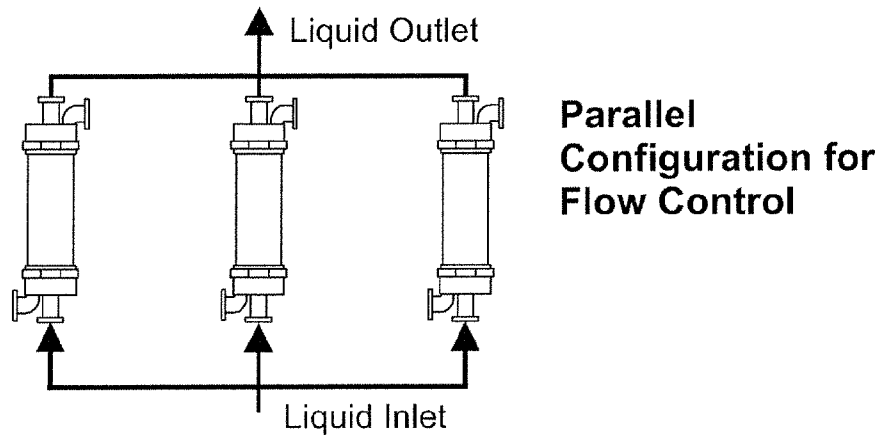 Liquid Outlet
Parallel
Configuration for
Flow Control
Liquid Inlet